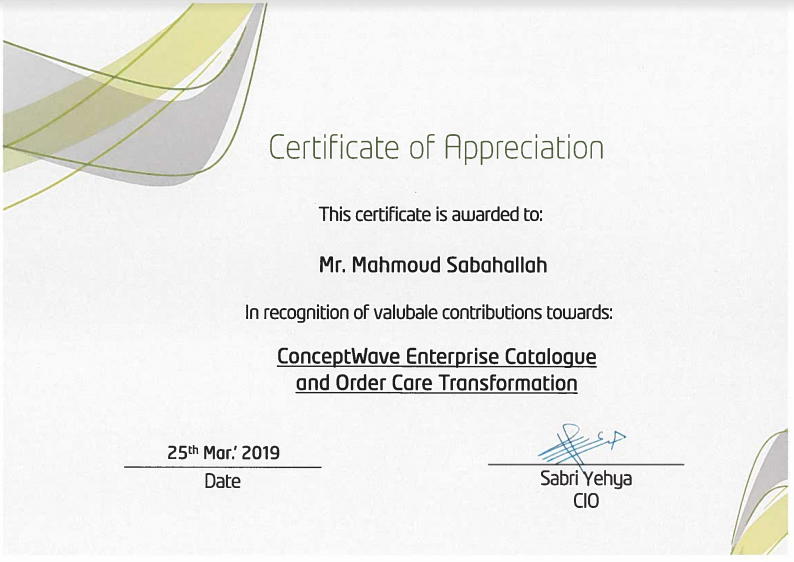 Certificate of Appreciation
This certificate is awarded to:
Mr. Mahmoud Sabahallah
In recognition of valubale contributions towards:
ConceptWave Enterprise Catalogue
and Order Care Transformation
25th Mar.' 2019
Date
Sabri Yehya
CIO